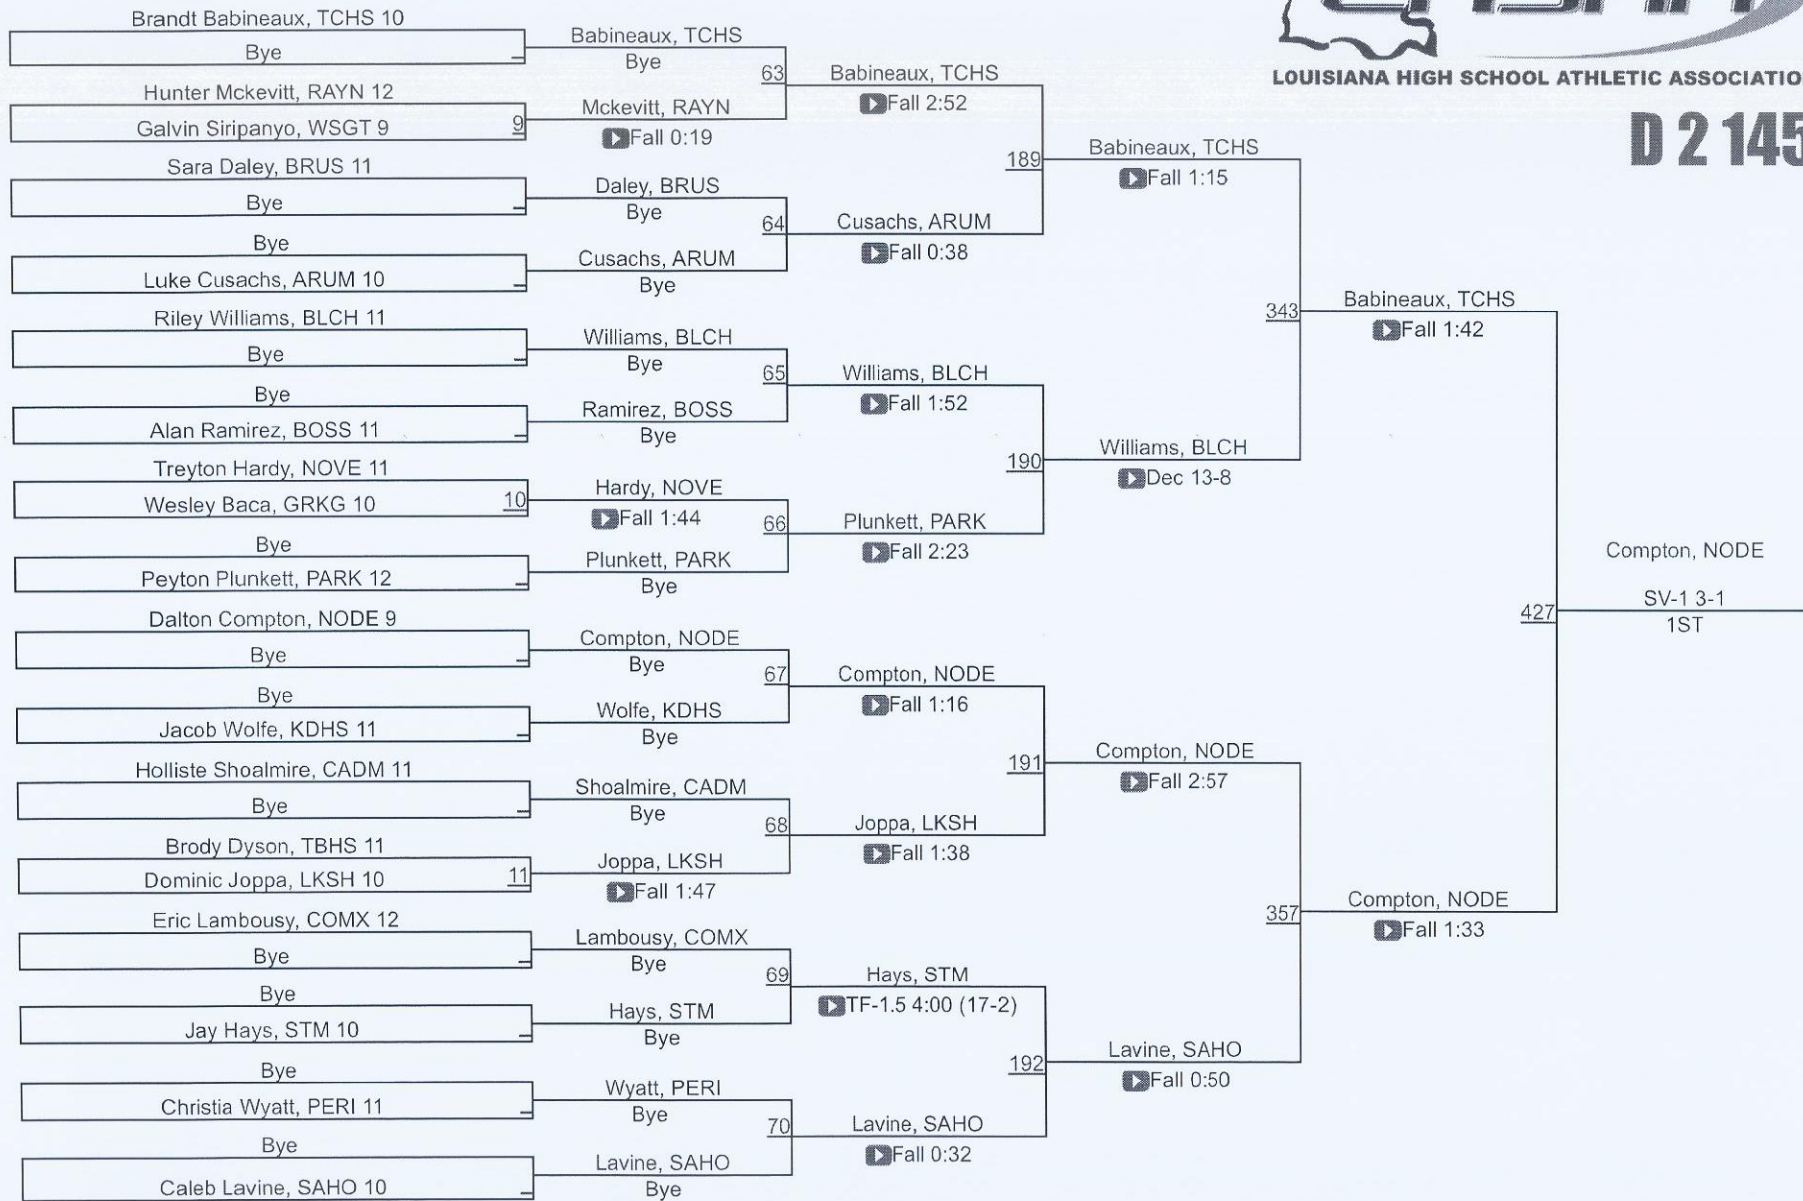 LOUISIANA HIGH SCHOOL ATHLETIC ASSOCIATIO
D 2 145
Brandt Babineaux, TCHS 10
Bye
Hunter Mckevitt, RAYN 12
Galvin Siripanyo, WSGT 9 9
Sara Daley, BRUS 11
Bye
Bye
Luke Cusachs, ARUM 10
Riley Williams, BLCH 11
Bye
Bye
Alan Ramirez, BOSS 11
Treyton Hardy, NOVE 11
Wesley Baca, GRKG 10 10
Bye
Peyton Plunkett, PARK 12
Dalton Compton, NODE 9
Bye
Bye
Jacob Wolfe, KDHS 11
Holliste Shoalmire, CADM 11
Bye
Brody Dyson, TBHS 11
Dominic Joppa, LKSH 10 11
Eric Lambousy, COMX 12
Bye
Bye
Jay Hays, STM 10
Bye
Christia Wyatt, PERI 11
Bye
Caleb Lavine, SAHO 10
Babineaux, TCHS
Bye
63
Mckevitt, RAYN
Fall 0:19
Daley, BRUS
Bye
64
Cusachs, ARUM
Bye
Williams, BLCH
Bye
65
Ramirez, BOSS
Bye
Hardy, NOVE
Fall 1:44
66
Plunkett, PARK
Bye
Compton, NODE
Bye
67
Wolfe, KDHS
Bye
Shoalmire, CADM
Bye
68
Joppa, LKSH
Fall 1:47
Lambousy, COMX
Bye
69
Hays, STM
Bye
Wyatt, PERI
Bye
70
Lavine, SAHO
Bye
Babineaux, TCHS
Fall 2:52
189
Cusachs, ARUM
Fall 0:38
Williams, BLCH
Fall 1:52
190
Plunkett, PARK
Fall 2:23
Compton, NODE
Fall 1:16
191
Joppa, LKSH
Fall 1:38
Hays, STM
TF-1.5 4:00 (17-2)
192
Lavine, SAHO
Fall 0:32
Babineaux, TCHS
Fall 1:15
343
Williams, BLCH
Dec 13-8
Compton, NODE
Fall 2:57
357
Lavine, SAHO
Fall 0:50
Babineaux, TCHS
Fall 1:42
427
Compton, NODE
Fall 1:33
Compton, NODE
SV-1 3-1
1ST